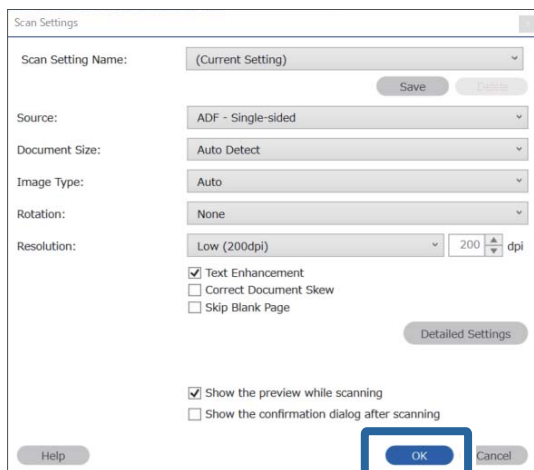 Scan Settings
Scan Setting Name: (Current Setting)
Save Delete
Source: ADF - Single-sided
Document Size: Auto Detect
Image Type: Auto
Rotation: None
Resolution: Low (200dpi) 200 dpi
Text Enhancement
Correct Document Skew
Skip Blank Page
Detailed Settings
Show the preview while scanning
Show the confirmation dialog after scanning
Help OK Cancel